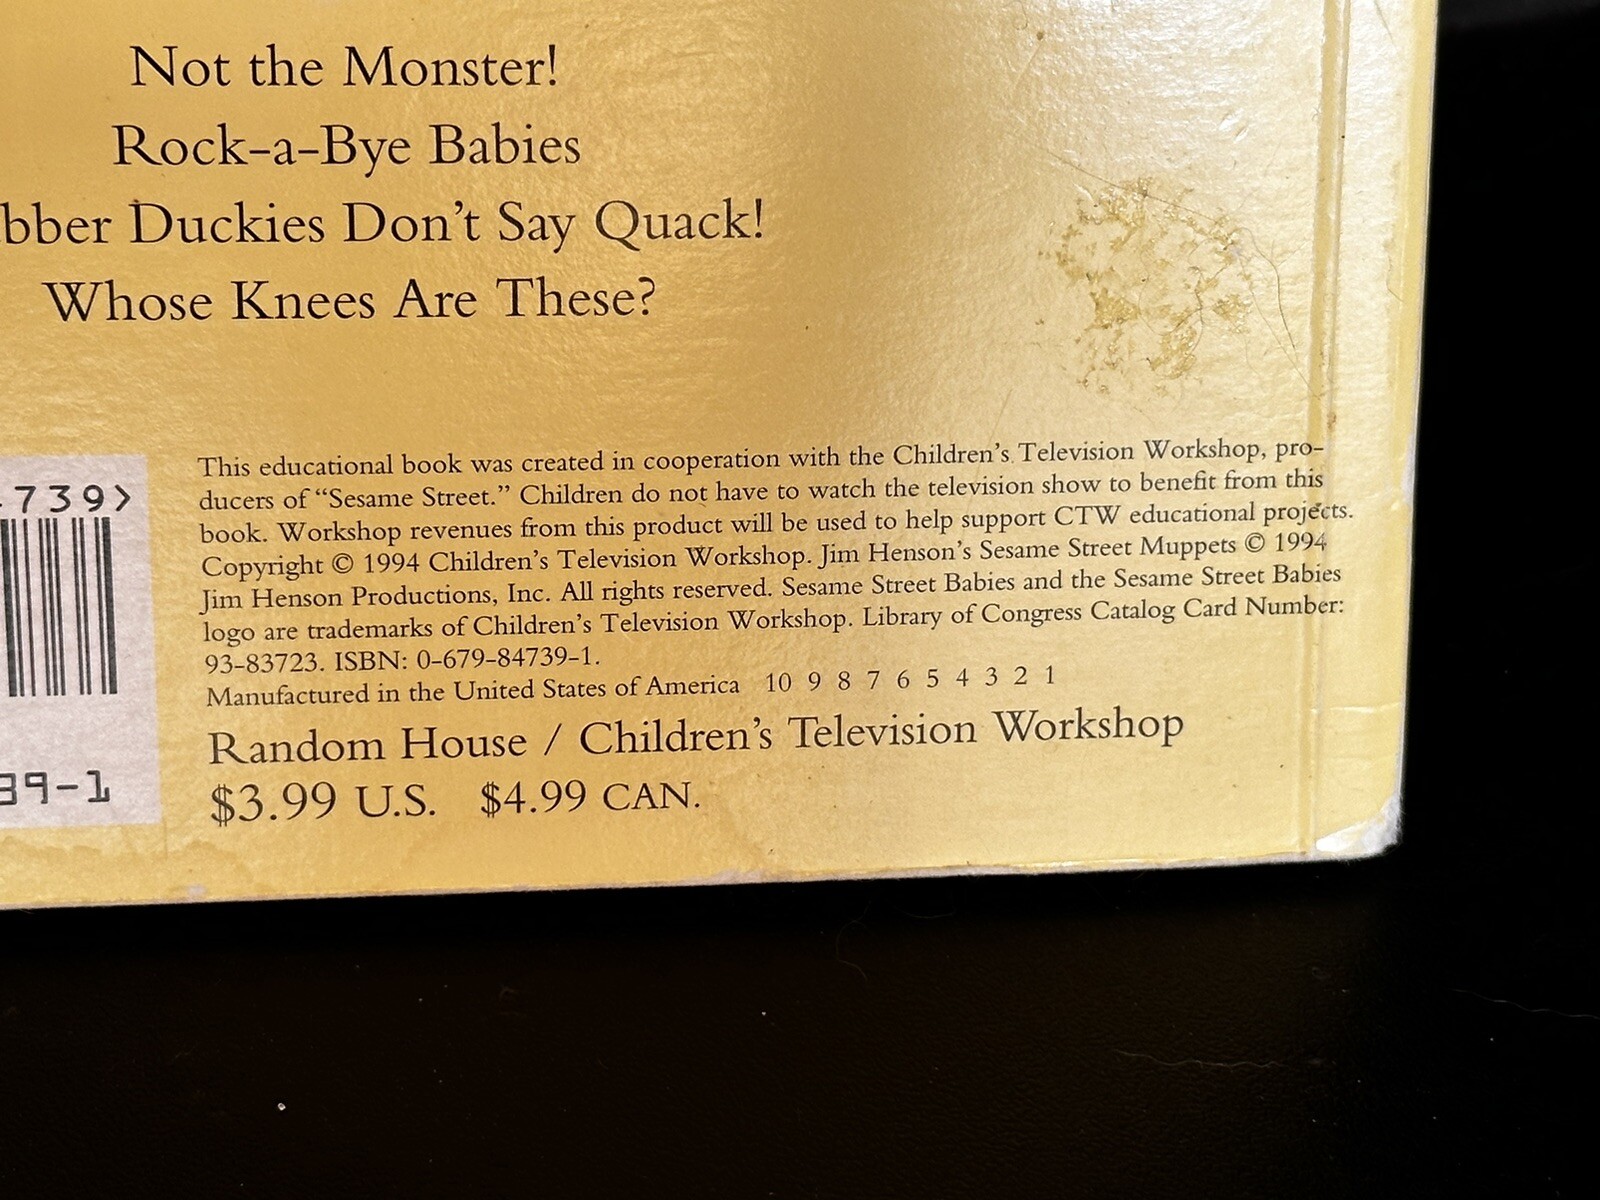 Not the Monster!
Rock-a-Bye Babies
bber Duckies Don't Say Quack!
Whose Knees Are These?
This educational book was created in cooperation with the Children's Television Workshop, pro-
ducers of "Sesame Street." Children do not have to watch the television show to benefit from this
book. Workshop revenues from this product will be used to help support CTW educational projects.
Copyright © 1994 Children's Television Workshop. Jim Henson's Sesame Street Muppets © 1994
Jim Henson Productions, Inc. All rights reserved. Sesame Street Babies and the Sesame Street Babies
logo are trademarks of Children's Television Workshop. Library of Congress Catalog Card Number:
93-83723. ISBN: 0-679-84739-1.
Manufactured in the United States of America 10 9 8 7 6 5 4 3 2 1
Random House / Children's Television Workshop
$3.99 U.S. $4.99 CAN.
739>
39-1